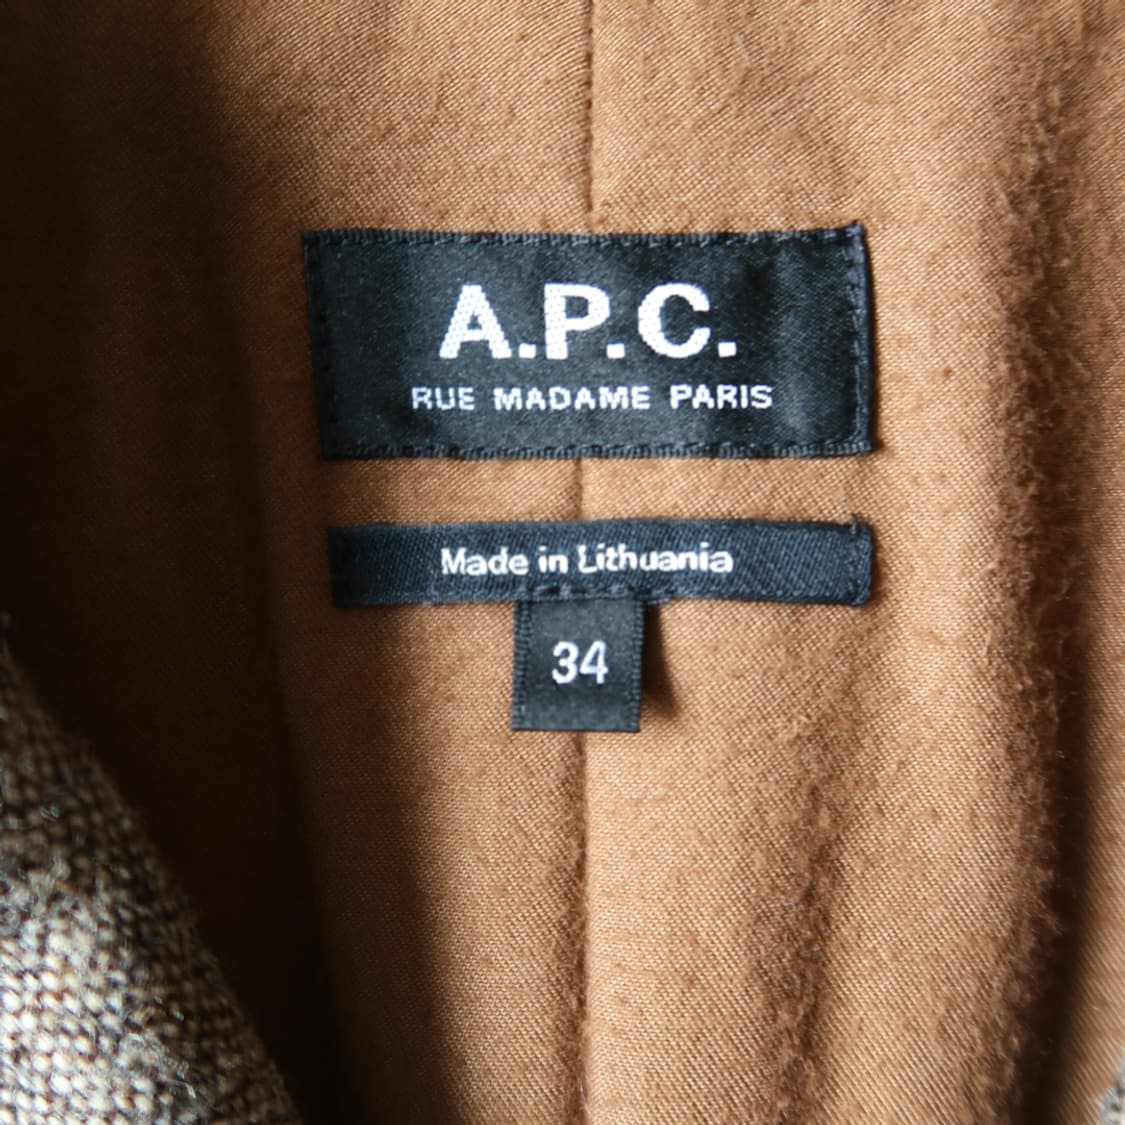 A.P.C.
RUE MADAME PARIS
Made in Lithuania
34